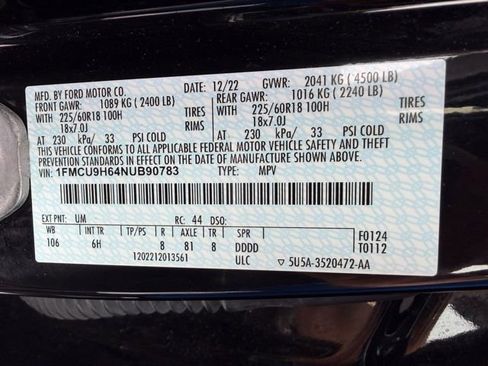 MFD. BY FORD MOTOR CO. 12/22 GVWR: 2041 KG ( 4500 LB)
FRONT GAWR: 1089 KG ( 2400 LB) REAR GAWR: 1016 KG ( 2240 LB)
WITH 225/60R18 100H TIRES WITH 225/60R18 100H TIRES
18x7.0J RIMS 18x7.0J RIMS
AT 230 kPa/ 33 PSI COLD AT 230 kPa/ 33 PSI COLD
THIS VEHICLE CONFORMS TO ALL APPLICABLE FEDERAL MOTOR VEHICLE SAFETY AND THEFT PREVENTION STANDARDS IN EFFECT ON THE DATE OF MANUFACTURE SHOWN ABOVE.
VIN: 1FMCU9H64NUB90783 TYPE: MPV
EXT PNT: UM RC: 44 DSO:
WB INT TR TP/PS R AXLE TR SPR F0124
106 6H 8 81 8 DDDD T0112
1202212013561 ULC ▽ 5U5A-3520472-AA